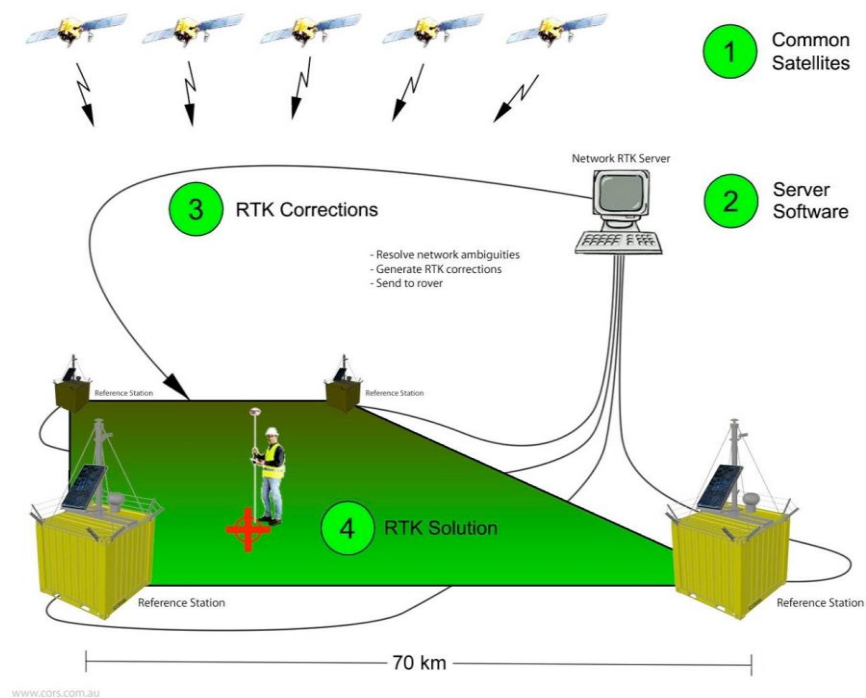 1
Common
Satellites
Network RTK Server
2
Server
Software
3
RTK Corrections
- Resolve network ambiguities
- Generate RTK corrections
- Send to rover
Reference Station
Reference Station
4
RTK Solution
Reference Station
Reference Station
70 km
www.cors.com.au